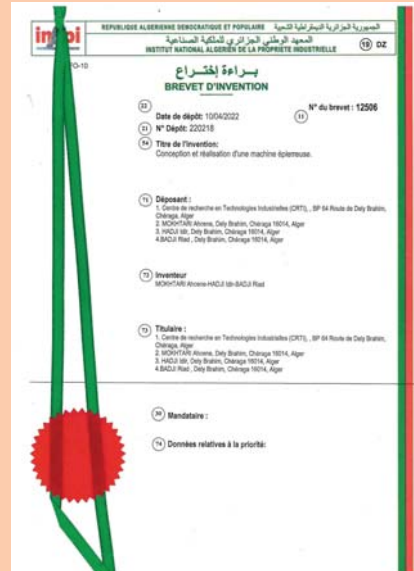 REPUBLIQUE ALGERIENNE DEMOCRATIQUE ET POPULAIRE الجمهورية الجزائرية الديمقراطية الشعبية
المعهد الوطني الجزائري للملكية الصناعية
INSTITUT NATIONAL ALGERIEN DE LA PROPRIETE INDUSTRIELLE
19 DZ
O-10
براءة إختراع
BREVET D'INVENTION
22 Date de dépôt: 10/04/2022
11 N° du brevet : 12506
21 N° Dépôt: 220218
54 Titre de l'Invention:
Conception et réalisation d'une machine épierreuse.
71 Déposant :
1. Centre de recherche en Technologies Industrielles (CRTI), , BP 64 Route de Dely Brahim,
Chéraga, Alger
2. MOKHTARI Ahcene, Dely Brahim, Chéraga 16014, Alger
3. HADJI Idir, Dely Brahim, Chéraga 16014, Alger
4.BADJI Riad , Dely Brahim, Chéraga 16014, Alger
72 Inventeur
MOKHTARI Ahcene-HADJI Idir-BADJI Riad
73 Titulaire :
1. Centre de recherche en Technologies Industrielles (CRTI), , BP 64 Route de Dely Brahim,
Chéraga, Alger
2. MOKHTARI Ahcene, Dely Brahim, Chéraga 16014, Alger
3. HADJI Idir, Dely Brahim, Chéraga 16014, Alger
4.BADJI Riad , Dely Brahim, Chéraga 16014, Alger
Mandataire :
74 Données relatives à la priorité: